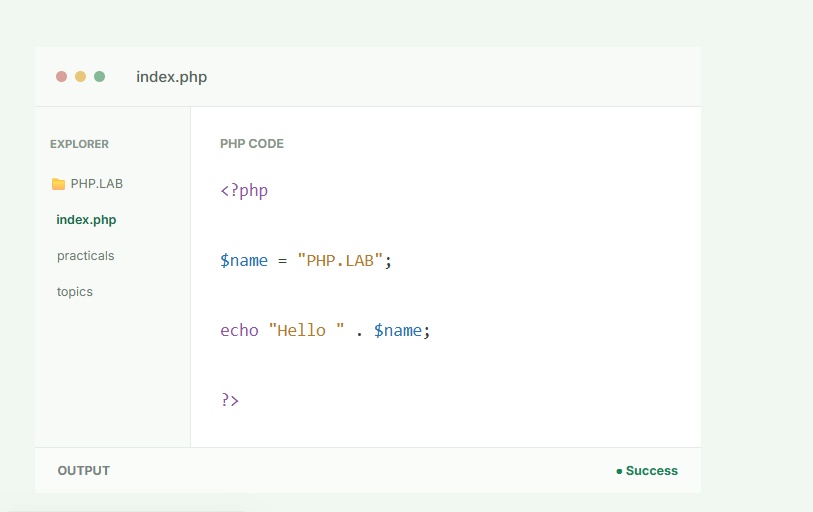 index.php
EXPLORER
PHP.LAB
index.php
practicals
topics
PHP CODE
<?php
$name = "PHP.LAB";
echo "Hello " . $name;
?>
OUTPUT
● Success